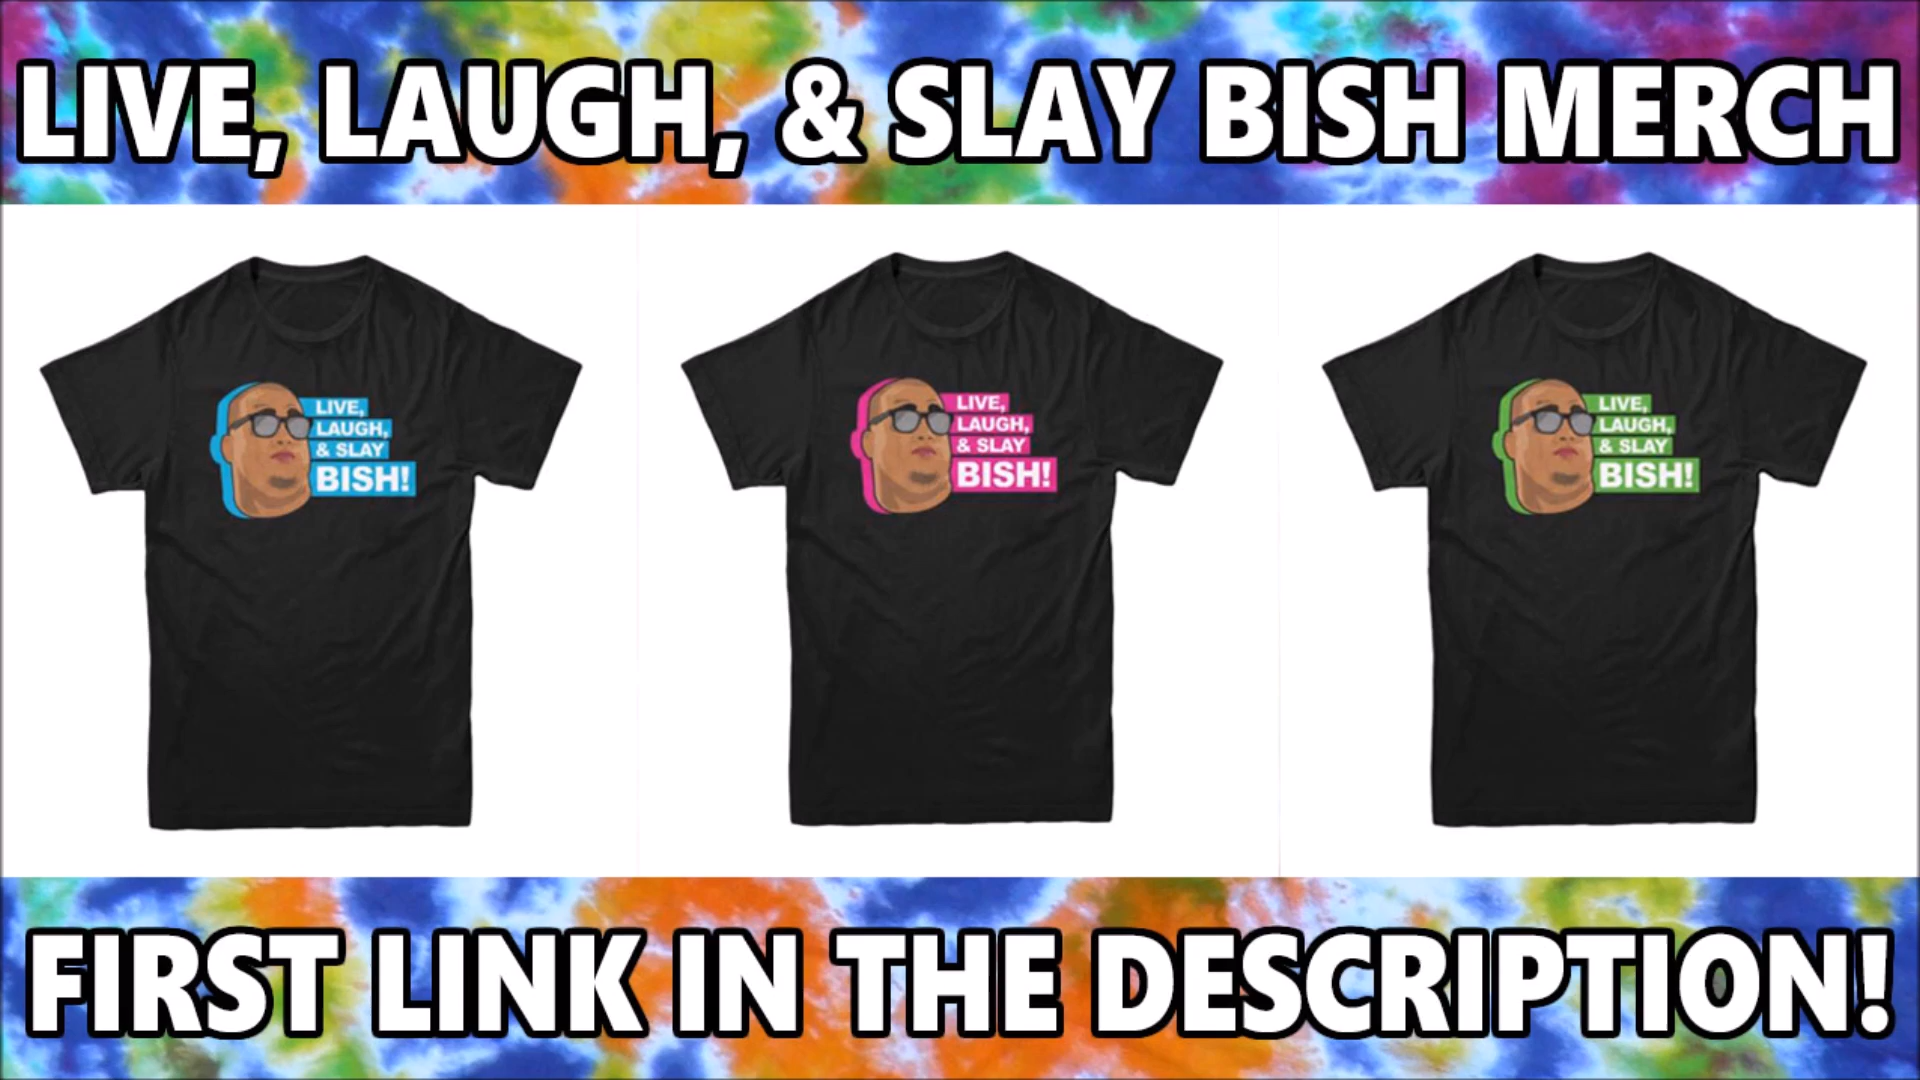 LIVE, LAUGH, & SLAY BISH MERCH
LIVE,
LAUGH,
& SLAY
BISH!
LIVE,
LAUGH,
& SLAY
BISH!
LIVE,
LAUGH,
& SLAY
BISH!
FIRST LINK IN THE DESCRIPTION!